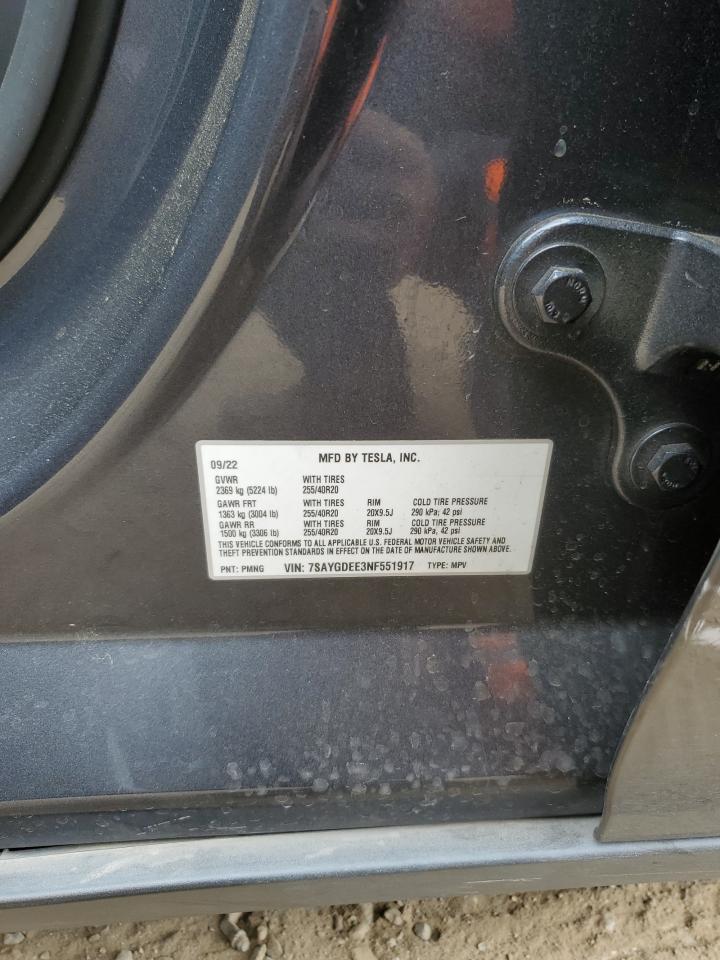 09/22 MFD BY TESLA, INC.
GVWR WITH TIRES
2369 kg (5224 lb) 255/40R20
GAWR FRT WITH TIRES RIM COLD TIRE PRESSURE
1363 kg (3004 lb) 255/40R20 20X9.5J 290 kPa; 42 psi
GAWR RR WITH TIRES RIM COLD TIRE PRESSURE
1500 kg (3306 lb) 255/40R20 20X9.5J 290 kPa; 42 psi
THIS VEHICLE CONFORMS TO ALL APPLICABLE U.S. FEDERAL MOTOR VEHICLE SAFETY AND
THEFT PREVENTION STANDARDS IN EFFECT ON THE DATE OF MANUFACTURE SHOWN ABOVE.
PNT: PMNG VIN: 7SAYGDEE3NF551917 TYPE: MPV